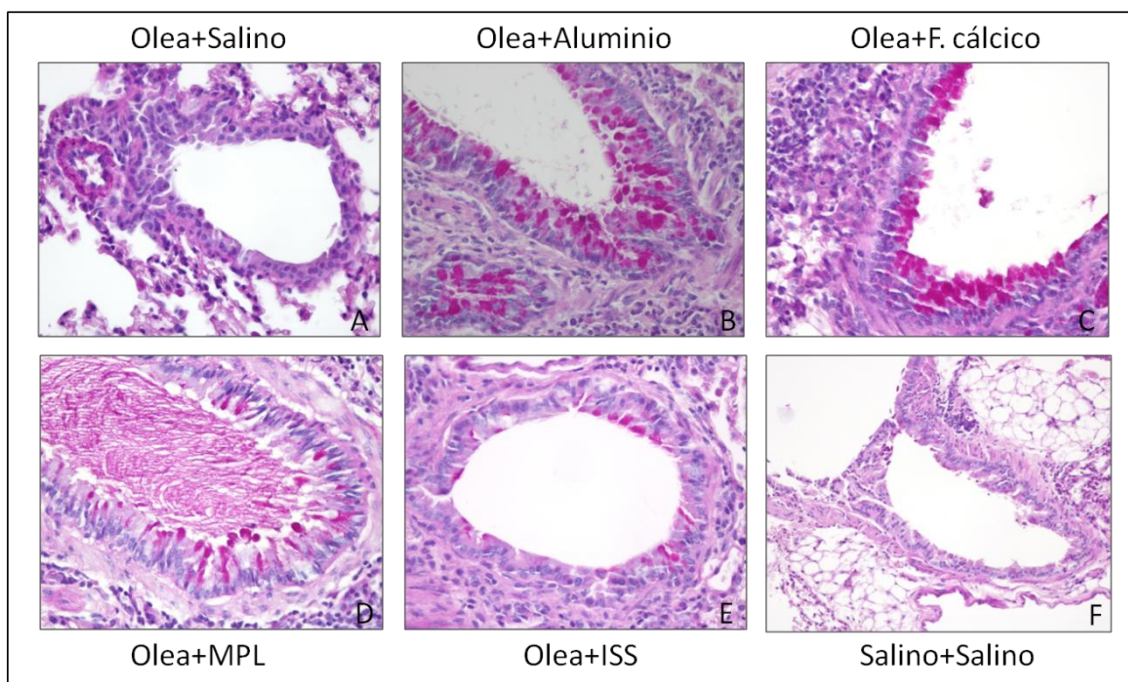 Olea+Salino
Olea+Aluminio
Olea+F. cálcico
A
B
C
D
E
F
Olea+MPL
Olea+ISS
Salino+Salino